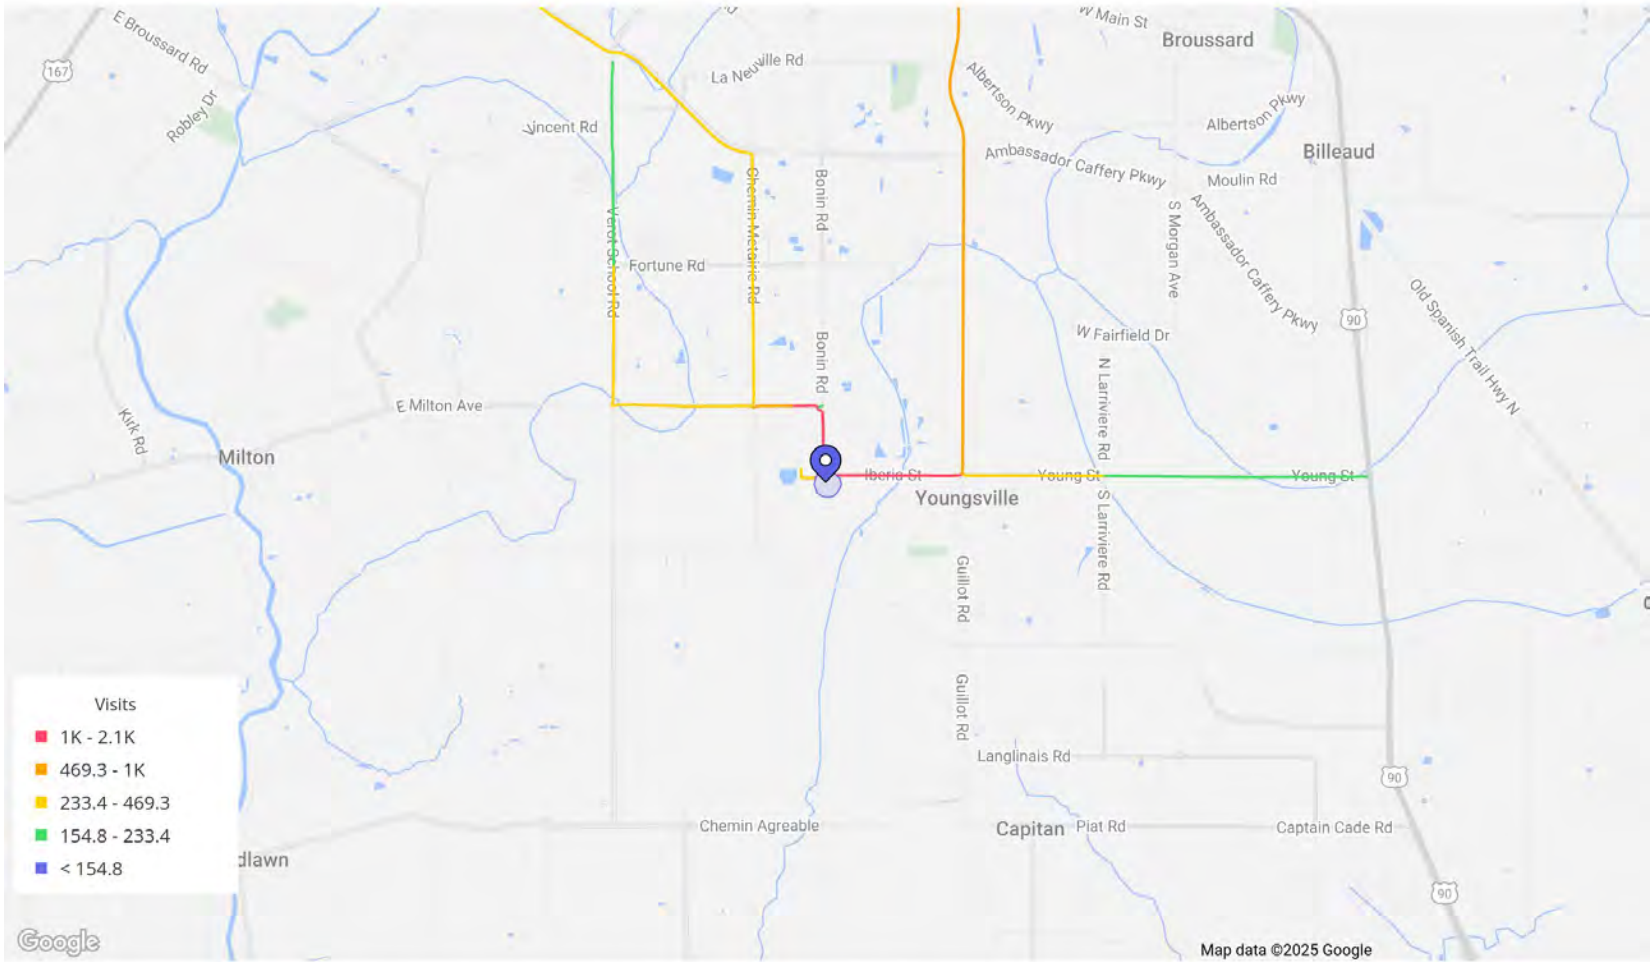 E Broussard Rd
W Main St
Broussard
167
La Neuville Rd
Albertson Pkwy
Robley Dr
Vincent Rd
Albertson Pkwy
Ambassador Caffery Pkwy
Billeaud
Moulin Rd
Chemin Metairie Rd
Bonin Rd
S Morgan Ave
Ambassador Caffery Pkwy
Verot School Rd
Fortune Rd
Old Spanish Trail Hwy N
90
W Fairfield Dr
Bonin Rd
N Larriviere Rd
E Milton Ave
Kirk Rd
Milton
Iberia St
Young St
Young St
Youngsville
S Larriviere Rd
Guillot Rd
Guillot Rd
Langlinais Rd
90
Chemin Agreable
Capitan
Piat Rd
Captain Cade Rd
dlawn
90
Visits
1K - 2.1K
469.3 - 1K
233.4 - 469.3
154.8 - 233.4
< 154.8
Google
Map data ©2025 Google